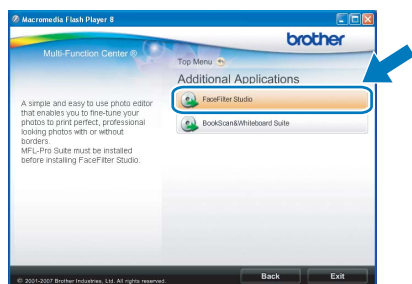 Macromedia Flash Player 8
brother
Multi-Function Center ®
Top Menu
Additional Applications
FaceFilter Studio
BookScan&Whiteboard Suite
A simple and easy to use photo editor
that enables you to fine-tune your
photos to print perfect, professional
looking photos with or without
borders.
MFL-Pro Suite must be installed
before installing FaceFilter Studio.
© 2001-2007 Brother Industries, Ltd. All rights reserved.
Back
Exit